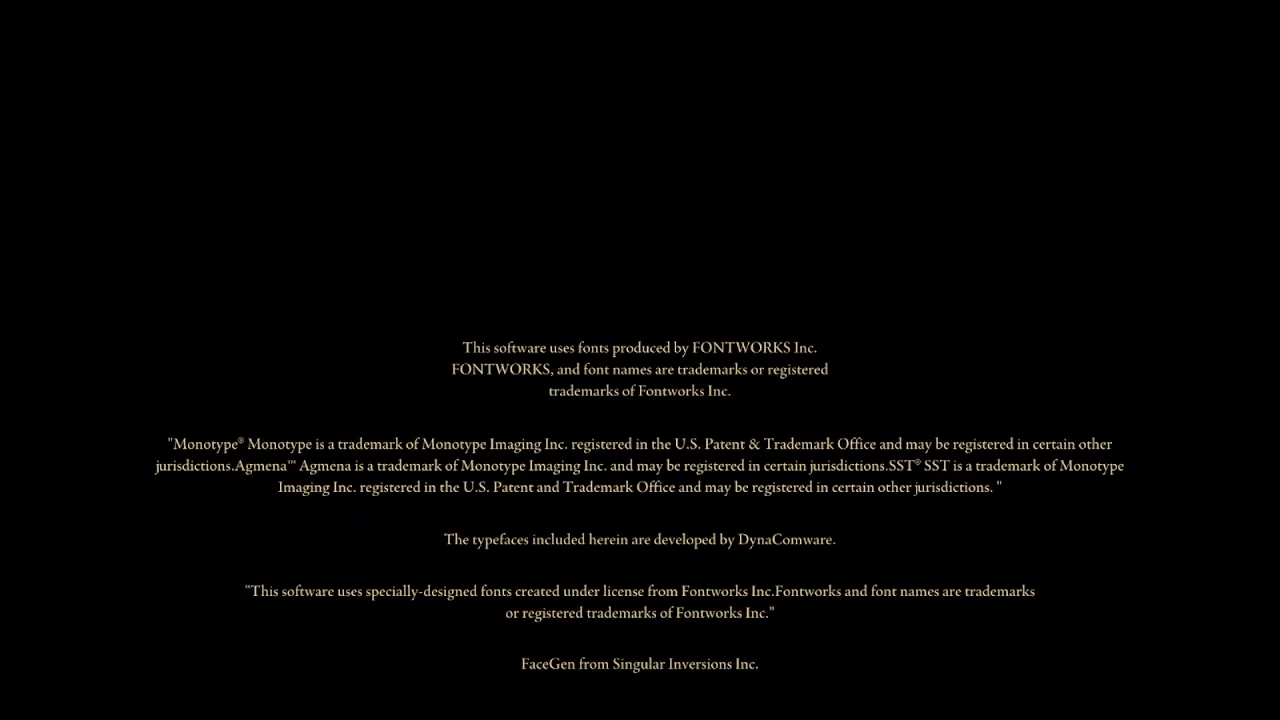 This software uses fonts produced by FONTWORKS Inc.
FONTWORKS, and font names are trademarks or registered
trademarks of Fontworks Inc.
"Monotype® Monotype is a trademark of Monotype Imaging Inc. registered in the U.S. Patent & Trademark Office and may be registered in certain other
jurisdictions.Agmena™ Agmena is a trademark of Monotype Imaging Inc. and may be registered in certain jurisdictions.SST® SST is a trademark of Monotype
Imaging Inc. registered in the U.S. Patent and Trademark Office and may be registered in certain other jurisdictions. "
The typefaces included herein are developed by DynaComware.
"This software uses specially-designed fonts created under license from Fontworks Inc.Fontworks and font names are trademarks
or registered trademarks of Fontworks Inc."
FaceGen from Singular Inversions Inc.